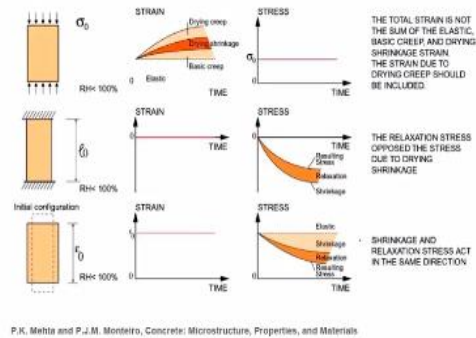 σ₀
RH< 100%
STRAIN
Drying creep
Drying shrinkage
Basic creep
Elastic
0
TIME
STRESS
σ₀
0
TIME
THE TOTAL STRAIN IS NOT
THE SUM OF THE ELASTIC,
BASIC CREEP, AND DRYING
SHRINKAGE STRAIN.
THE STRAIN DUE TO
DRYING CREEP SHOULD
BE INCLUDED.
RH< 100%
STRAIN
0
TIME
STRESS
0
Resulting
Stress
Relaxation
Shrinkage
TIME
THE RELAXATION STRESS
OPPOSED THE STRESS
DUE TO DRYING
SHRINKAGE
Initial configuration
RH< 100%
STRAIN
0
TIME
STRESS
Elastic
Shrinkage
Relaxation
Resulting
Stress
0
TIME
SHRINKAGE AND
RELAXATION STRESS ACT
IN THE SAME DIRECTION
P.K. Mehta and P.J.M. Monteiro, Concrete: Microstructure, Properties, and Materials